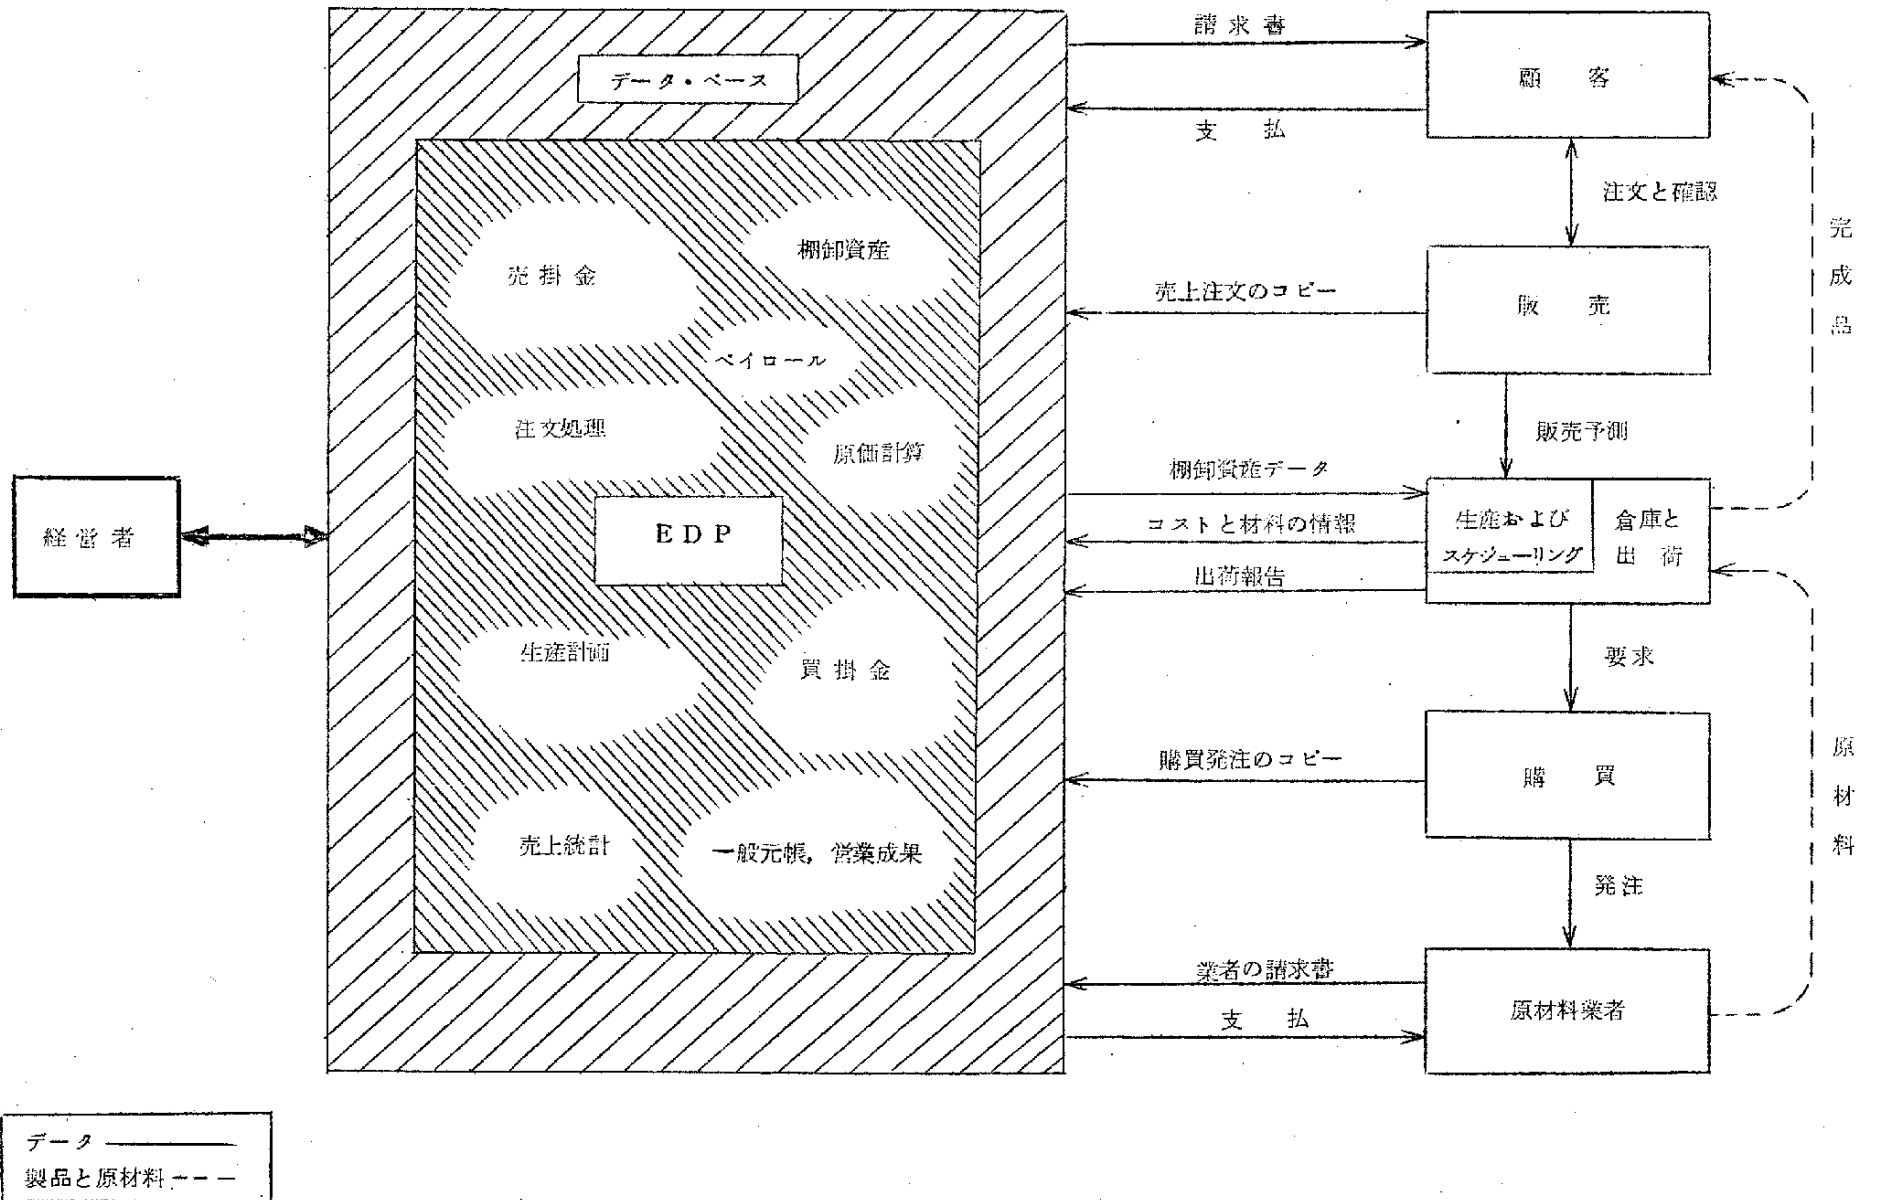 データ・ベース
売掛金
棚卸資産
ペイロール
注文処理
原価計算
EDP
生産計画
買掛金
売上統計
一般元帳，営業成果
経営者
請求書
支払
売上注文のコピー
棚卸資産データ
コストと材料の情報
出荷報告
購買発注のコピー
業者の請求書
支払
顧客
注文と確認
販売
販売予測
生産および
スケジューリング
倉庫と
出荷
要求
購買
発注
原材料業者
完成品
原材料
データ
製品と原材料